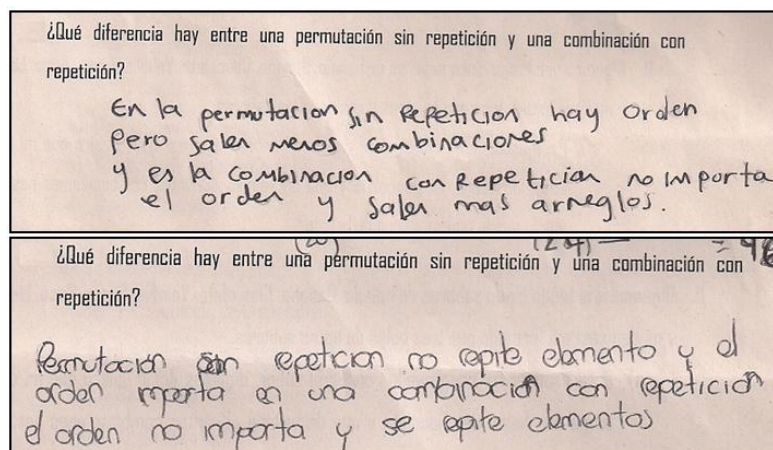 ¿Qué diferencia hay entre una permutación sin repetición y una combinación con
repetición?
En la permutacion sin Repeticion hay orden
pero salen menos combinaciones
y es la combinacion con Repeticion no importa
el orden y salen mas arreglos.
¿Qué diferencia hay entre una permutación sin repetición y una combinación con
repetición?
Permutación sin repeticion no repite elemento y el
orden importa en una combinación con repetición
el orden no importa y se repite elementos